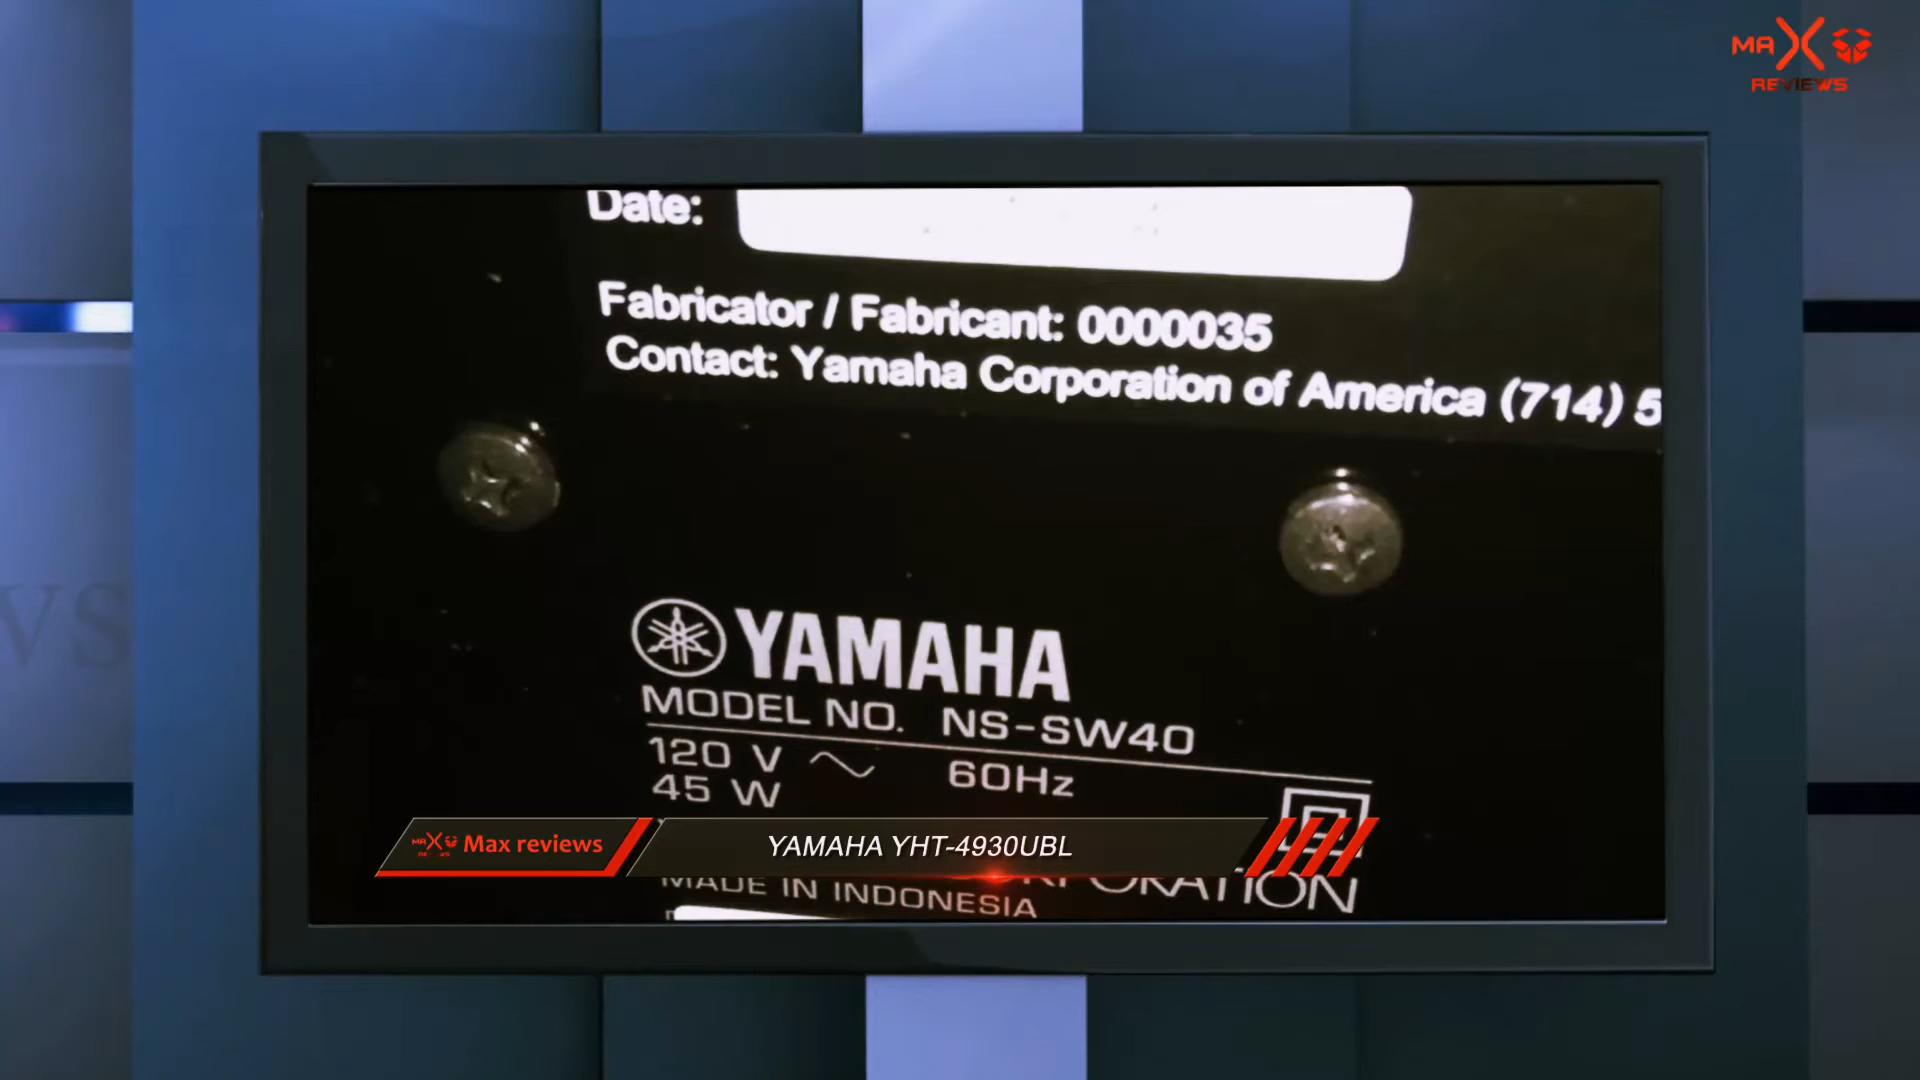 MAX
REVIEWS
Date:
Fabricator / Fabricant: 0000035
Contact: Yamaha Corporation of America (714) 5
YAMAHA
MODEL NO. NS-SW40
120 V 60Hz
45 W
Max reviews
YAMAHA YHT-4930UBL
MADE IN INDONESIA